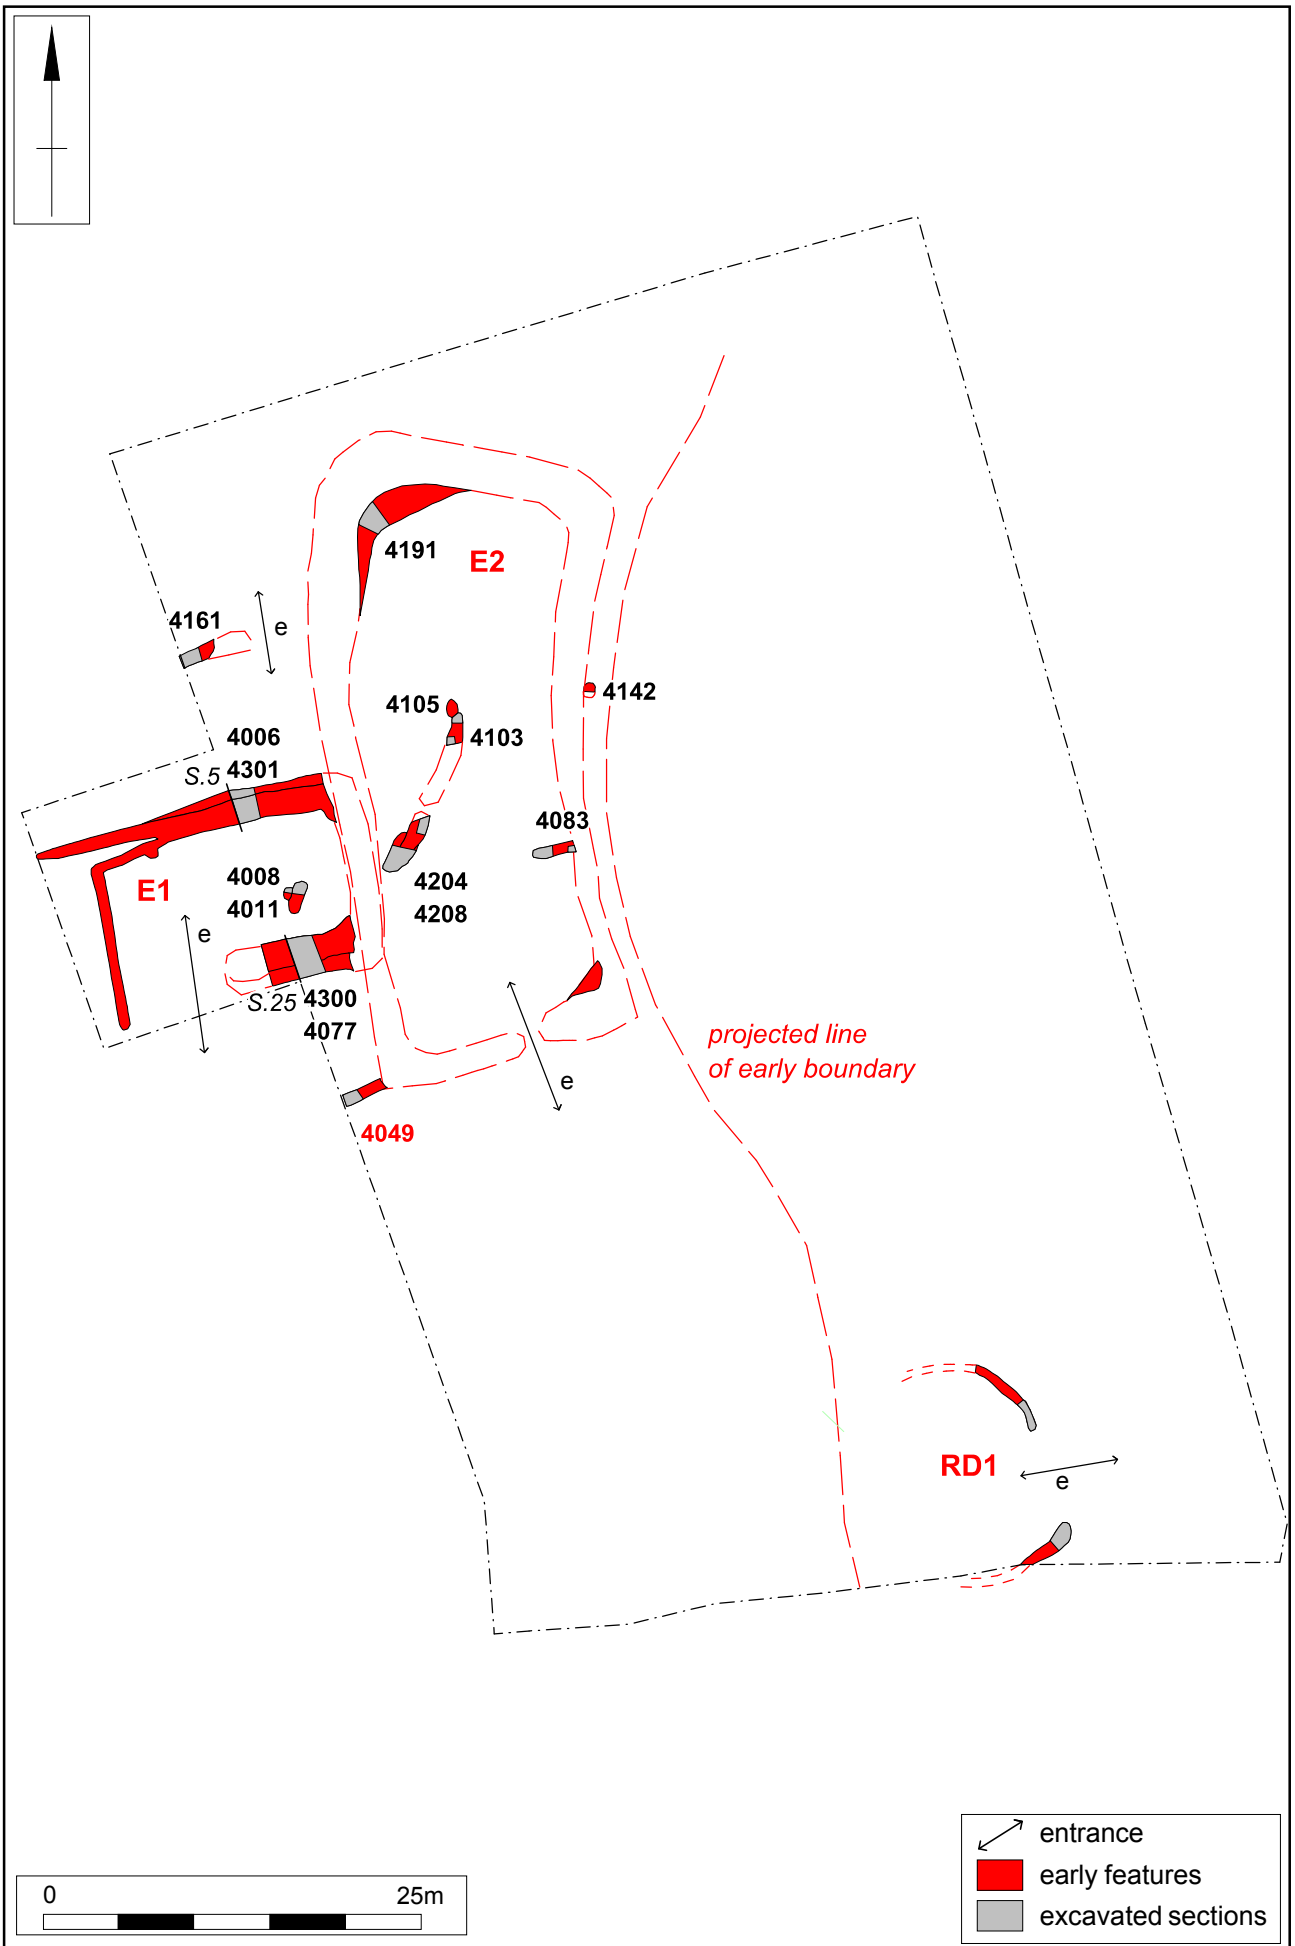 4191
E2
4161
e
4105
4142
4103
4006
S.5
4301
4083
4008
E1
4011
4204
4208
e
S.25
4300
4077
projected line
of early boundary
e
4049
RD1
e
entrance
early features
excavated sections
0
25m